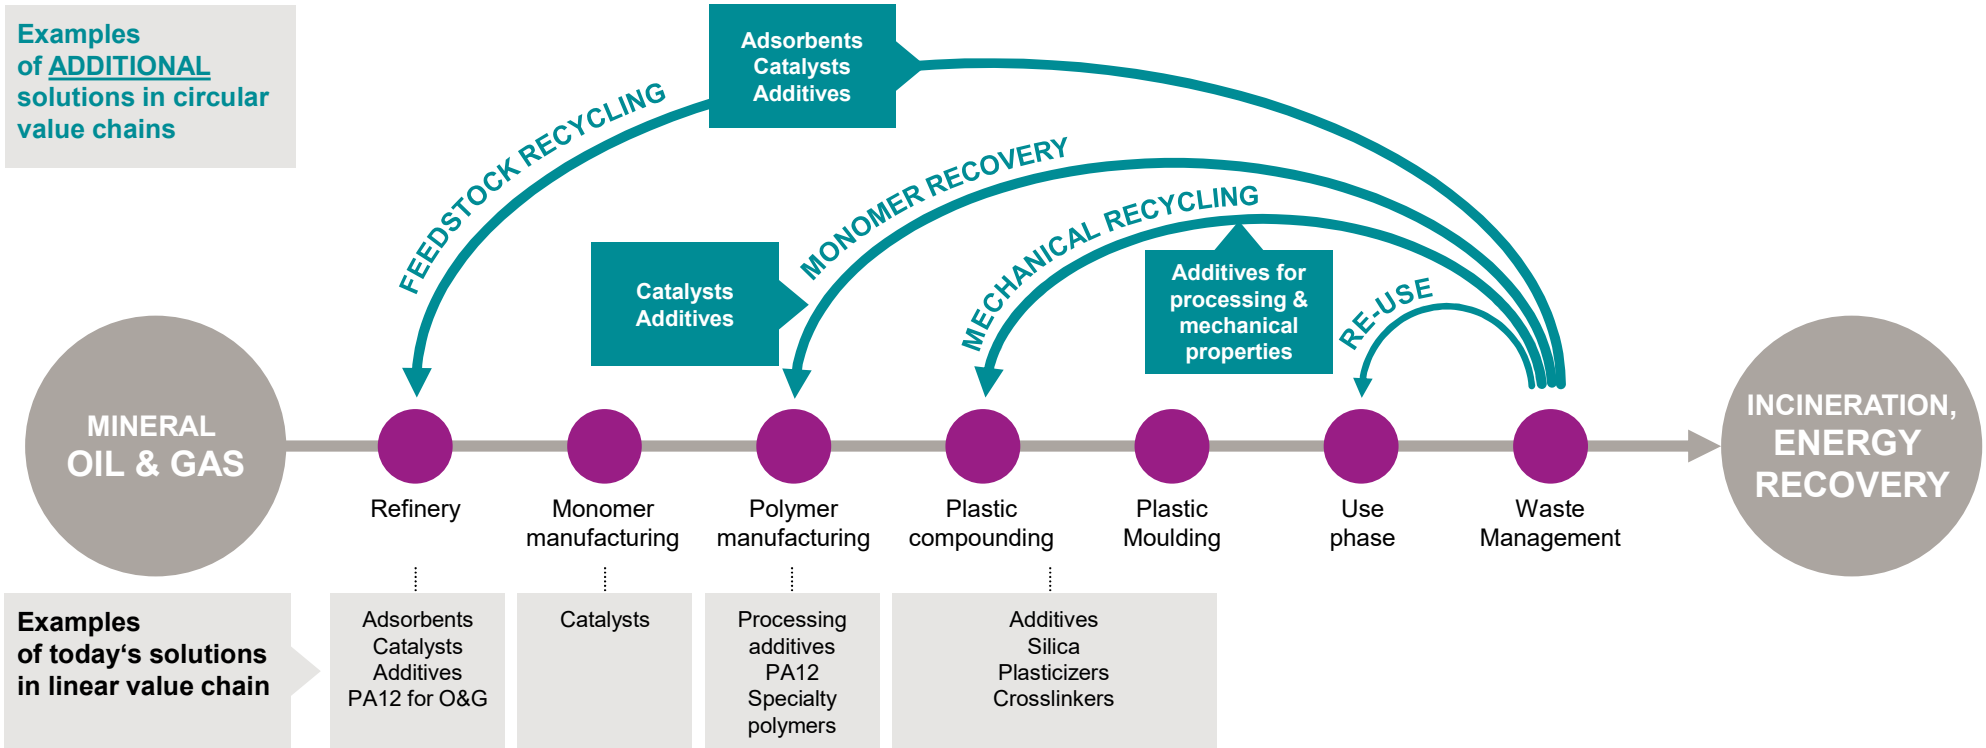 Examples
of ADDITIONAL
solutions in circular
value chains
Adsorbents
Catalysts
Additives
FEEDSTOCK RECYCLING
MONOMER RECOVERY
MECHANICAL RECYCLING
RE-USE
Catalysts
Additives
Additives for
processing &
mechanical
properties
MINERAL
OIL & GAS
INCINERATION,
ENERGY
RECOVERY
Refinery
Monomer
manufacturing
Polymer
manufacturing
Plastic
compounding
Plastic
Moulding
Use
phase
Waste
Management
Examples
of today‘s solutions
in linear value chain
Adsorbents
Catalysts
Additives
PA12 for O&G
Catalysts
Processing
additives
PA12
Specialty
polymers
Additives
Silica
Plasticizers
Crosslinkers